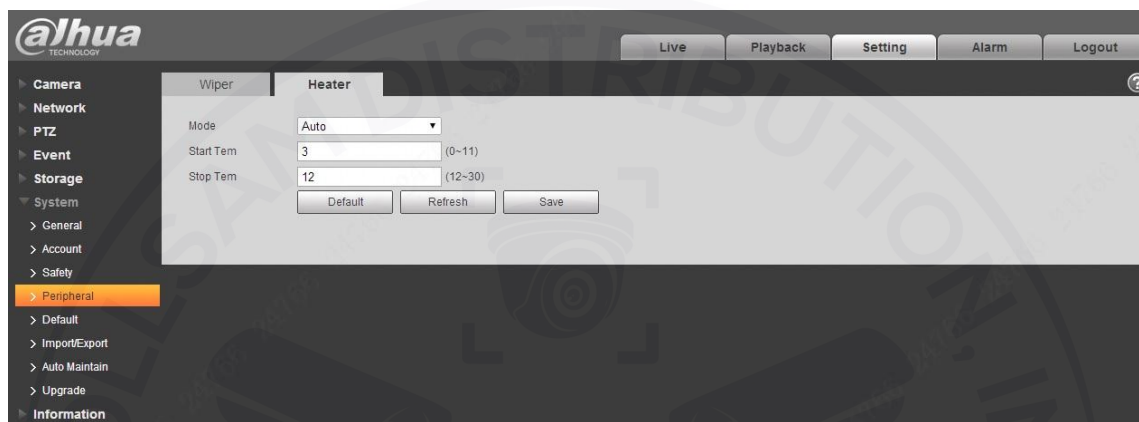 alhua
TECHNOLOGY
Live Playback Setting Alarm Logout
Camera
Network
PTZ
Event
Storage
System
> General
> Account
> Safety
> Peripheral
> Default
> Import/Export
> Auto Maintain
> Upgrade
Information
Wiper Heater
?
Mode Auto
Start Tem 3 (0~11)
Stop Tem 12 (12~30)
Default Refresh Save
DISTRIBUTION,